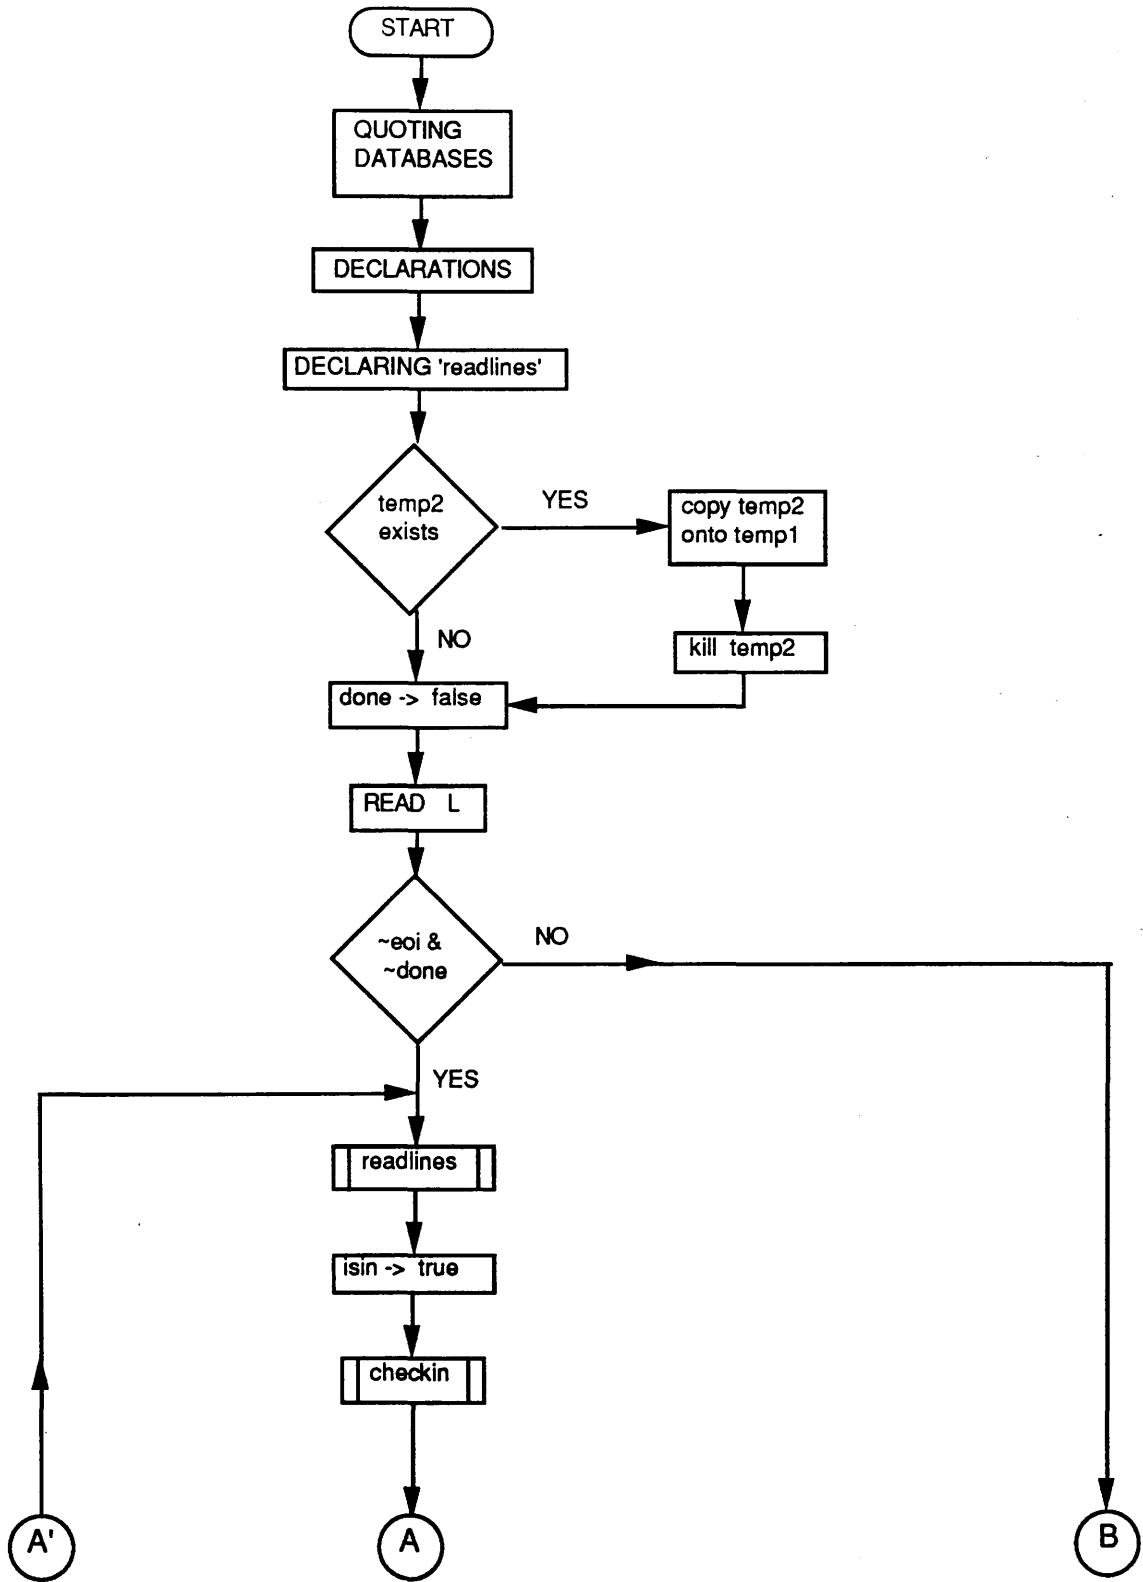 START
QUOTING
DATABASES
DECLARATIONS
DECLARING 'readlines'
temp2
exists
YES
copy temp2
onto temp1
NO
kill temp2
done -> false
READ L
~eoi &
~done
NO
YES
readlines
isin -> true
checkin
A'
A
B